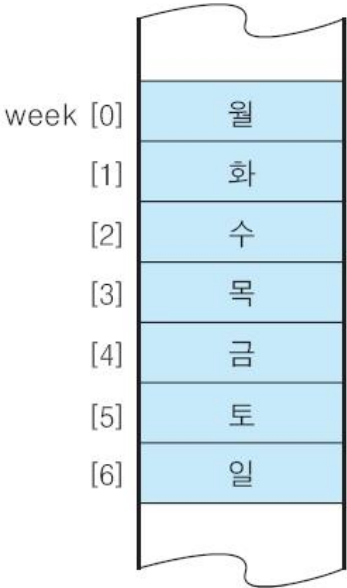 week [0] 월
[1] 화
[2] 수
[3] 목
[4] 금
[5] 토
[6] 일